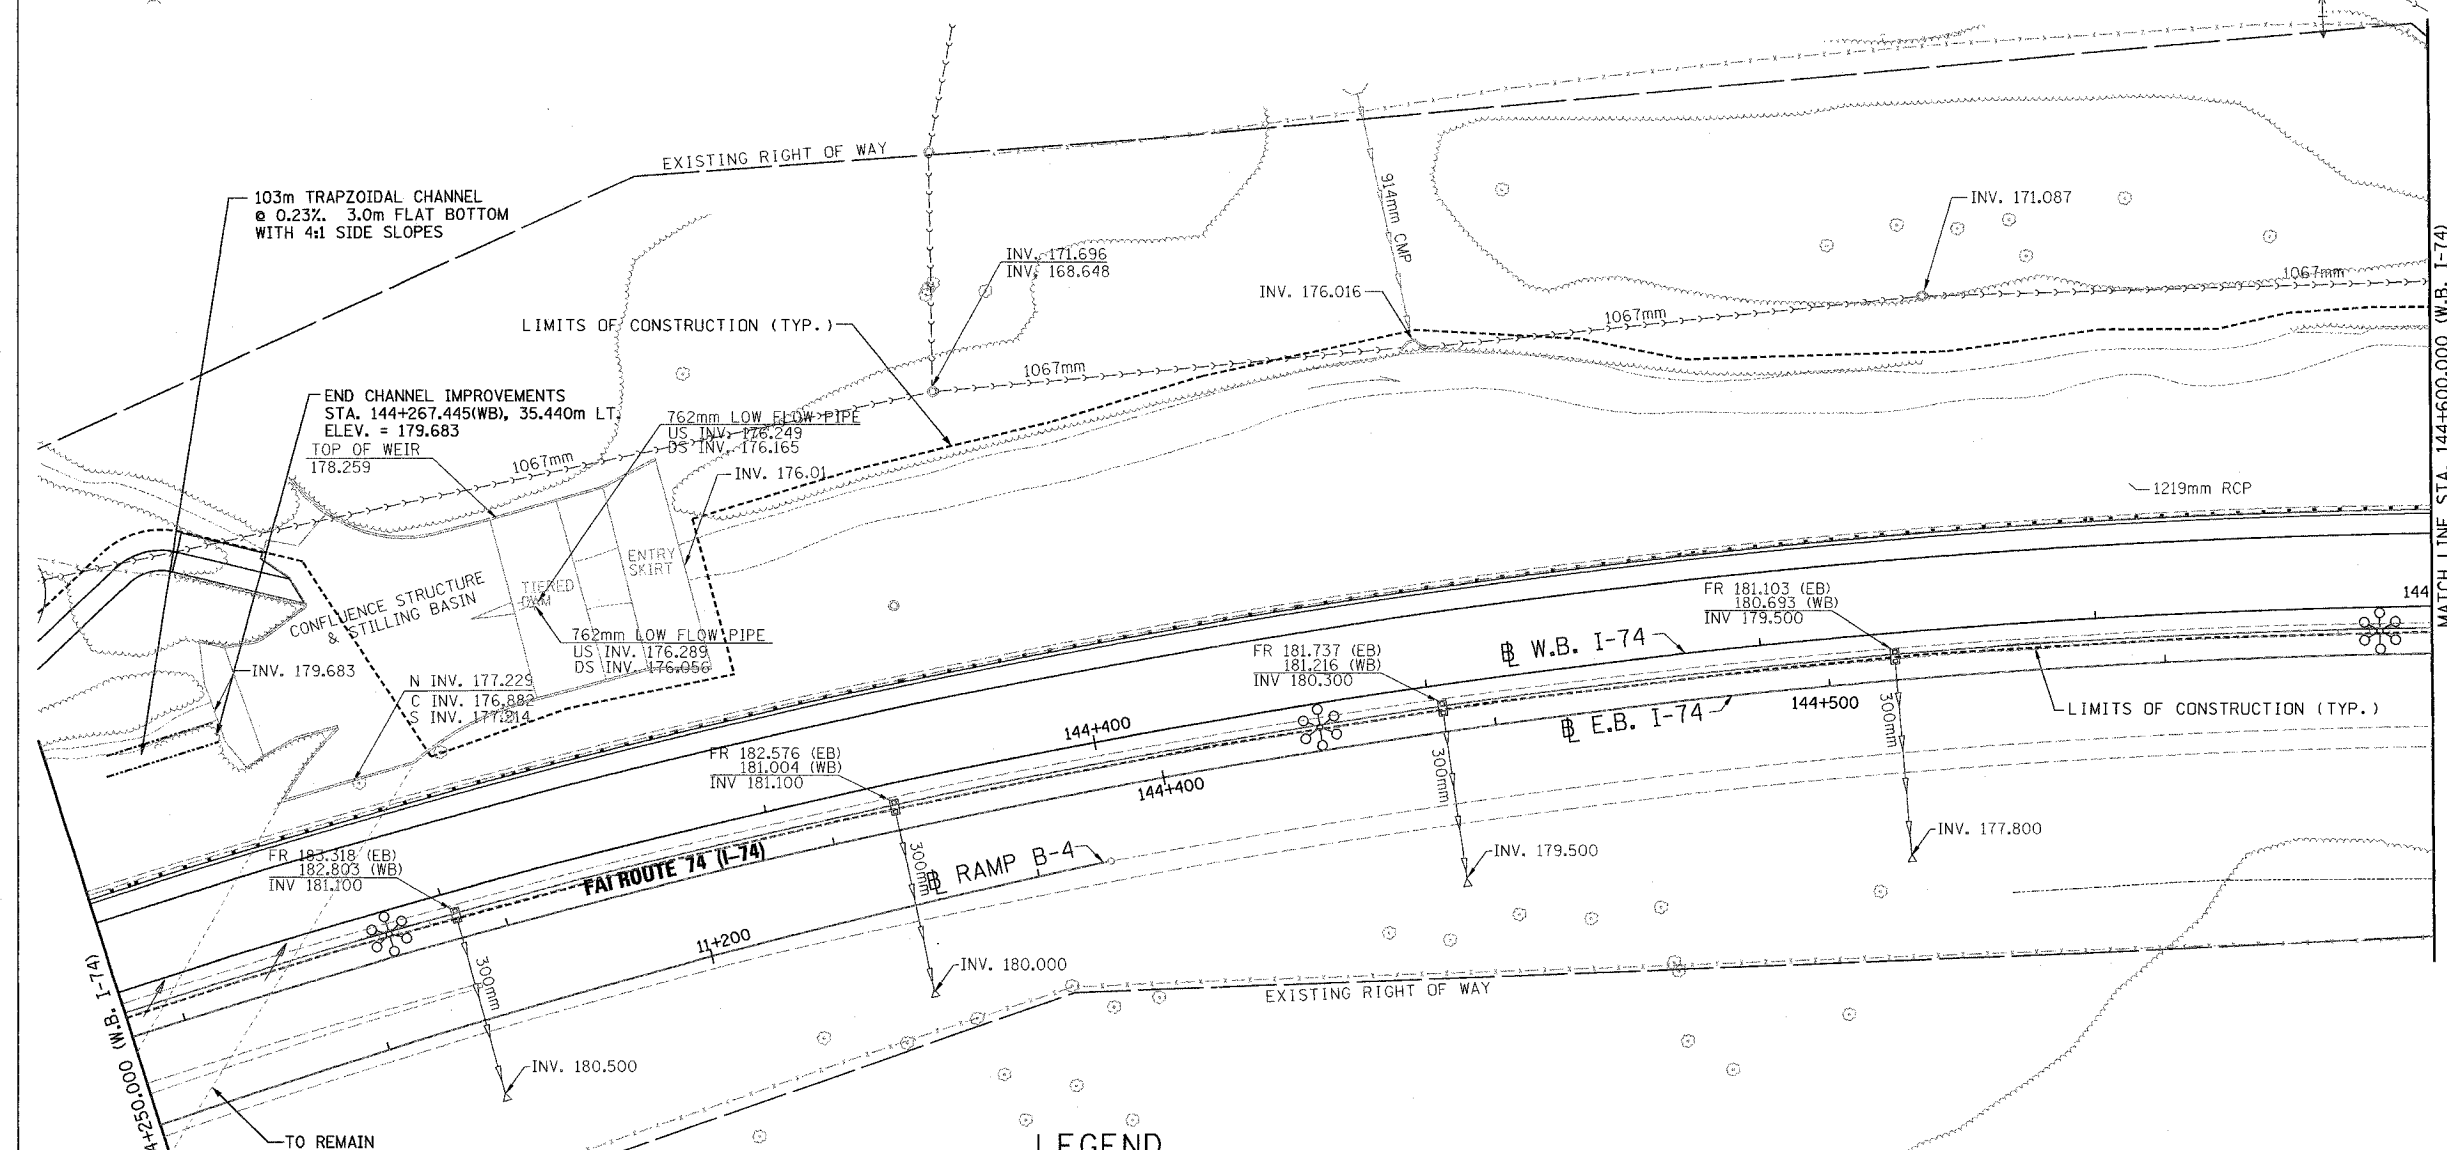 EXISTING RIGHT OF WAY
103m TRAPZOIDAL CHANNEL
@ 0.23%. 3.0m FLAT BOTTOM
WITH 4:1 SIDE SLOPES
914mm CMP
INV. 171.087
INV. 171.696
INV. 168.648
INV. 176.016
1067mm
1067mm
LIMITS OF CONSTRUCTION (TYP.)
1067mm
END CHANNEL IMPROVEMENTS
STA. 144+267.445(WB), 35.440m LT.
ELEV. = 179.683
TOP OF WEIR
178.259
762mm LOW FLOW PIPE
US INV. 176.249
DS INV. 176.165
1067mm
INV. 176.01
1219mm RCP
MATCH LINE STA. 144+600.000 (W.B. I-74)
ENTRY
SKIRT
TIERED
DAM
CONFLUENCE STRUCTURE
& STILLING BASIN
762mm LOW FLOW PIPE
US INV. 176.289
DS INV. 176.056
INV. 179.683
N INV. 177.229
C INV. 176.882
S INV. 177.214
FR 181.103 (EB)
180.693 (WB)
INV 179.500
144
FR 181.737 (EB)
181.216 (WB)
INV 180.300
℄ W.B. I-74
℄ E.B. I-74
144+500
300mm
LIMITS OF CONSTRUCTION (TYP.)
FR 182.576 (EB)
181.004 (WB)
INV 181.100
144+400
144+400
300mm
INV. 177.800
INV. 179.500
FR 183.318 (EB)
182.803 (WB)
INV 181.100
FAI ROUTE 74 (I-74)
300mm
℄ RAMP B-4
11+200
INV. 180.000
EXISTING RIGHT OF WAY
300mm
INV. 180.500
4+250.000 (W.B. I-74)
TO REMAIN
LEGEND